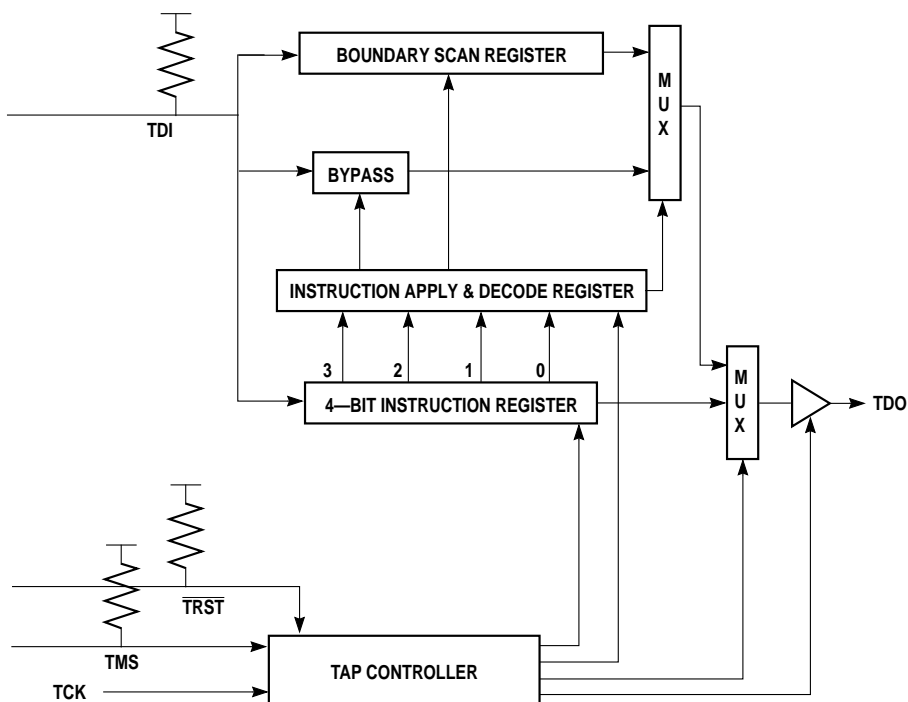 BOUNDARY SCAN REGISTER
M
U
X
TDI
BYPASS
INSTRUCTION APPLY & DECODE REGISTER
3 2 1 0
4—BIT INSTRUCTION REGISTER
M
U
X
TDO
TRST
TMS
TAP CONTROLLER
TCK